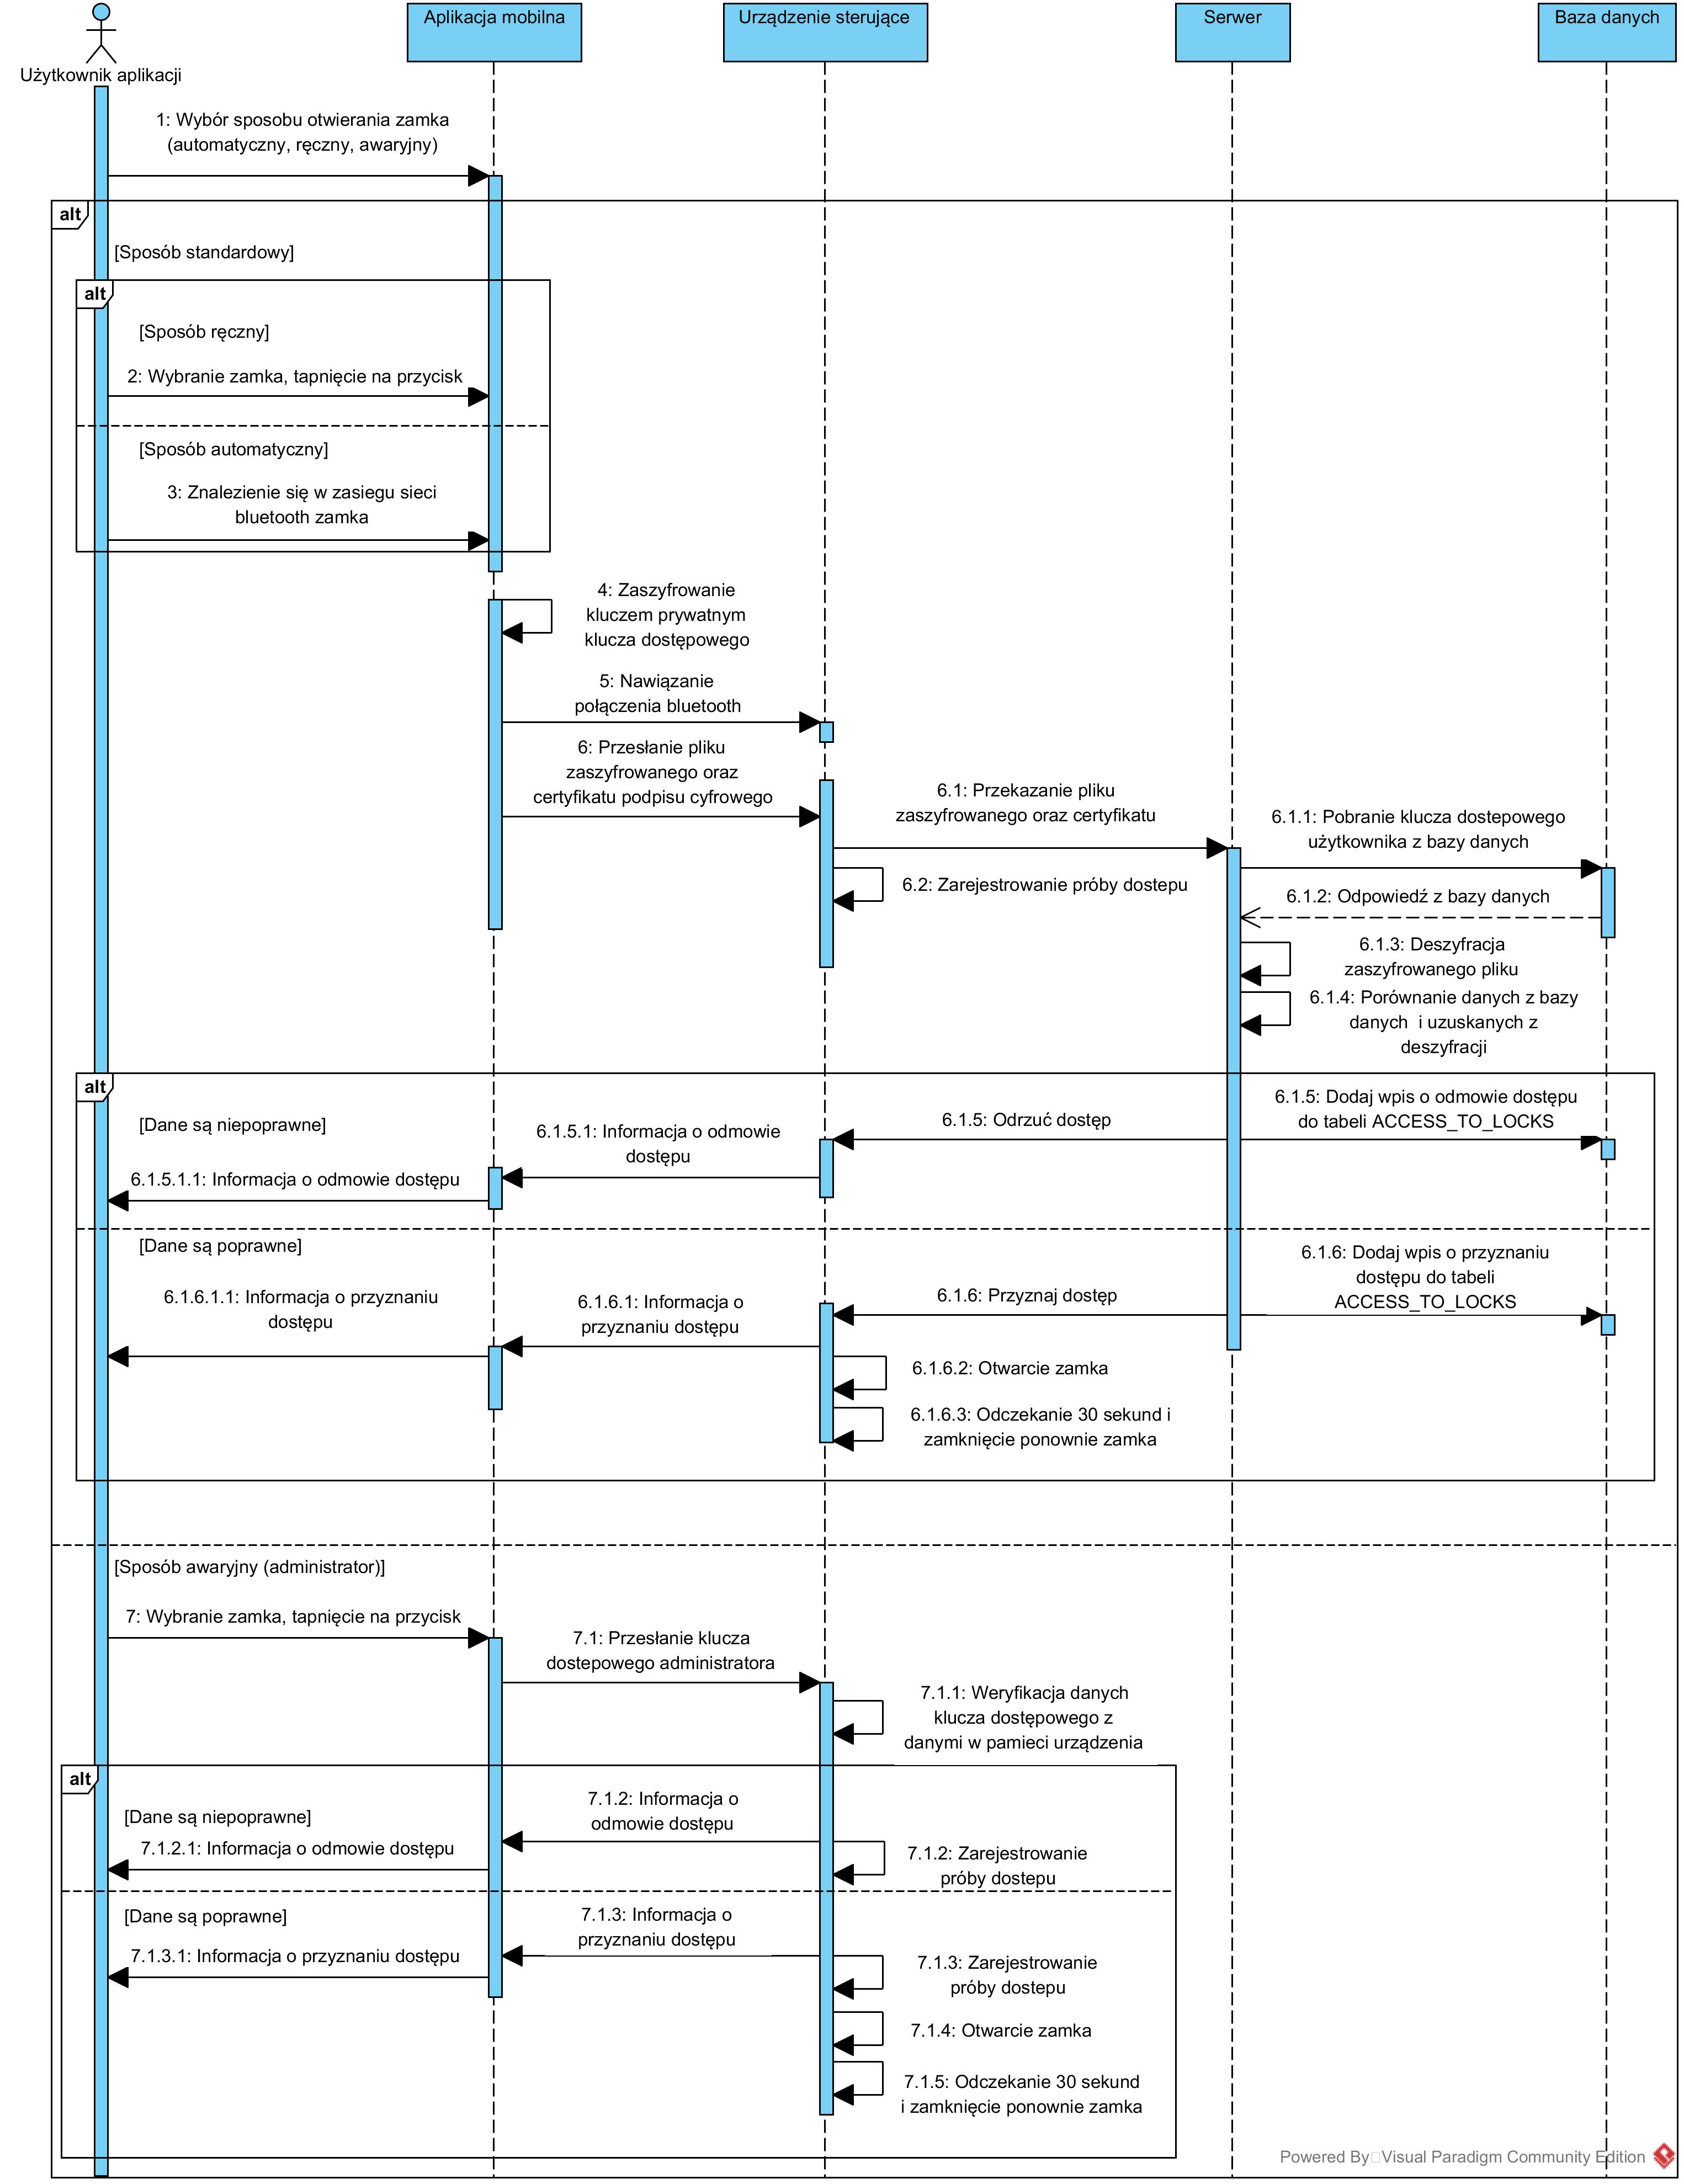 Użytkownik aplikacji
Aplikacja mobilna
Urządzenie sterujące
Serwer
Baza danych
1: Wybór sposobu otwierania zamka
(automatyczny, ręczny, awaryjny)
alt
[Sposób standardowy]
alt
[Sposób ręczny]
2: Wybranie zamka, tapnięcie na przycisk
[Sposób automatyczny]
3: Znalezienie się w zasiegu sieci
bluetooth zamka
4: Zaszyfrowanie
kluczem prywatnym
klucza dostępowego
5: Nawiązanie
połączenia bluetooth
6: Przesłanie pliku
zaszyfrowanego oraz
certyfikatu podpisu cyfrowego
6.1: Przekazanie pliku
zaszyfrowanego oraz certyfikatu
6.1.1: Pobranie klucza dostepowego
użytkownika z bazy danych
6.2: Zarejestrowanie próby dostepu
6.1.2: Odpowiedź z bazy danych
6.1.3: Deszyfracja
zaszyfrowanego pliku
6.1.4: Porównanie danych z bazy
danych i uzuskanych z
deszyfracji
alt
[Dane są niepoprawne]
6.1.5: Dodaj wpis o odmowie dostępu
do tabeli ACCESS_TO_LOCKS
6.1.5: Odrzuć dostęp
6.1.5.1: Informacja o odmowie
dostępu
6.1.5.1.1: Informacja o odmowie dostępu
[Dane są poprawne]
6.1.6: Dodaj wpis o przyznaniu
dostępu do tabeli
ACCESS_TO_LOCKS
6.1.6: Przyznaj dostęp
6.1.6.1: Informacja o
przyznaniu dostępu
6.1.6.1.1: Informacja o przyznaniu
dostępu
6.1.6.2: Otwarcie zamka
6.1.6.3: Odczekanie 30 sekund i
zamknięcie ponownie zamka
[Sposób awaryjny (administrator)]
7: Wybranie zamka, tapnięcie na przycisk
7.1: Przesłanie klucza
dostepowego administratora
7.1.1: Weryfikacja danych
klucza dostępowego z
danymi w pamieci urządzenia
alt
[Dane są niepoprawne]
7.1.2: Informacja o
odmowie dostępu
7.1.2.1: Informacja o odmowie dostępu
7.1.2: Zarejestrowanie
próby dostepu
[Dane są poprawne]
7.1.3: Informacja o
przyznaniu dostępu
7.1.3.1: Informacja o przyznaniu dostępu
7.1.3: Zarejestrowanie
próby dostepu
7.1.4: Otwarcie zamka
7.1.5: Odczekanie 30 sekund
i zamknięcie ponownie zamka
Powered By Visual Paradigm Community Edition